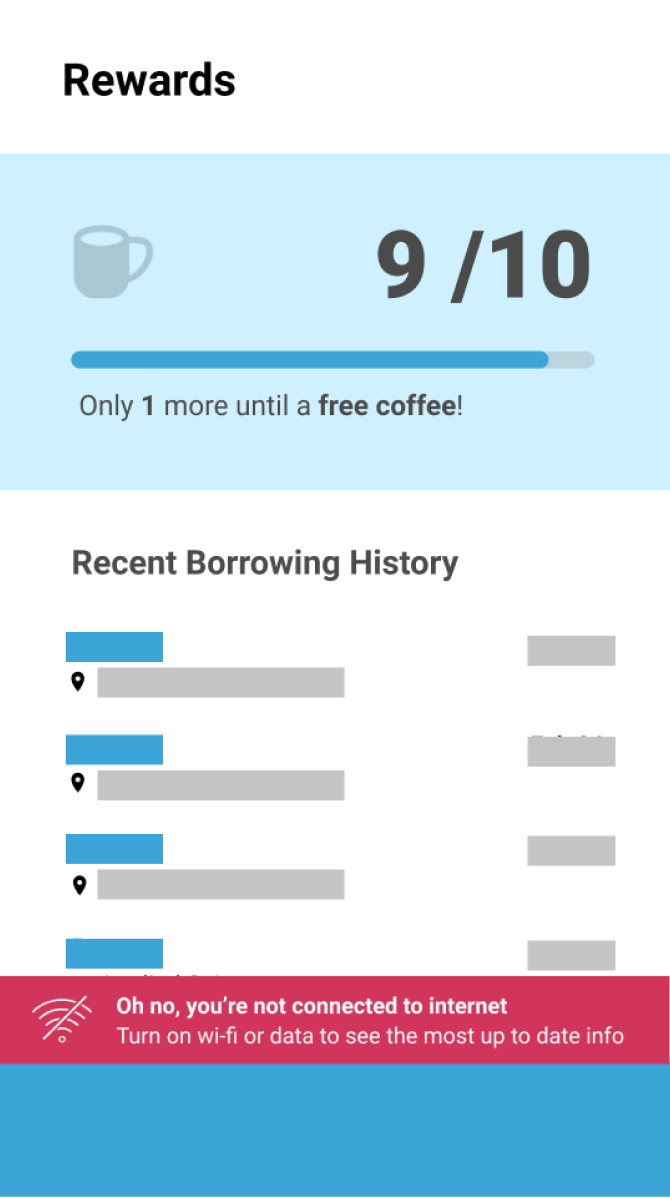 Rewards
9 /10
Only 1 more until a free coffee!
Recent Borrowing History
Oh no, you’re not connected to internet
Turn on wi-fi or data to see the most up to date info